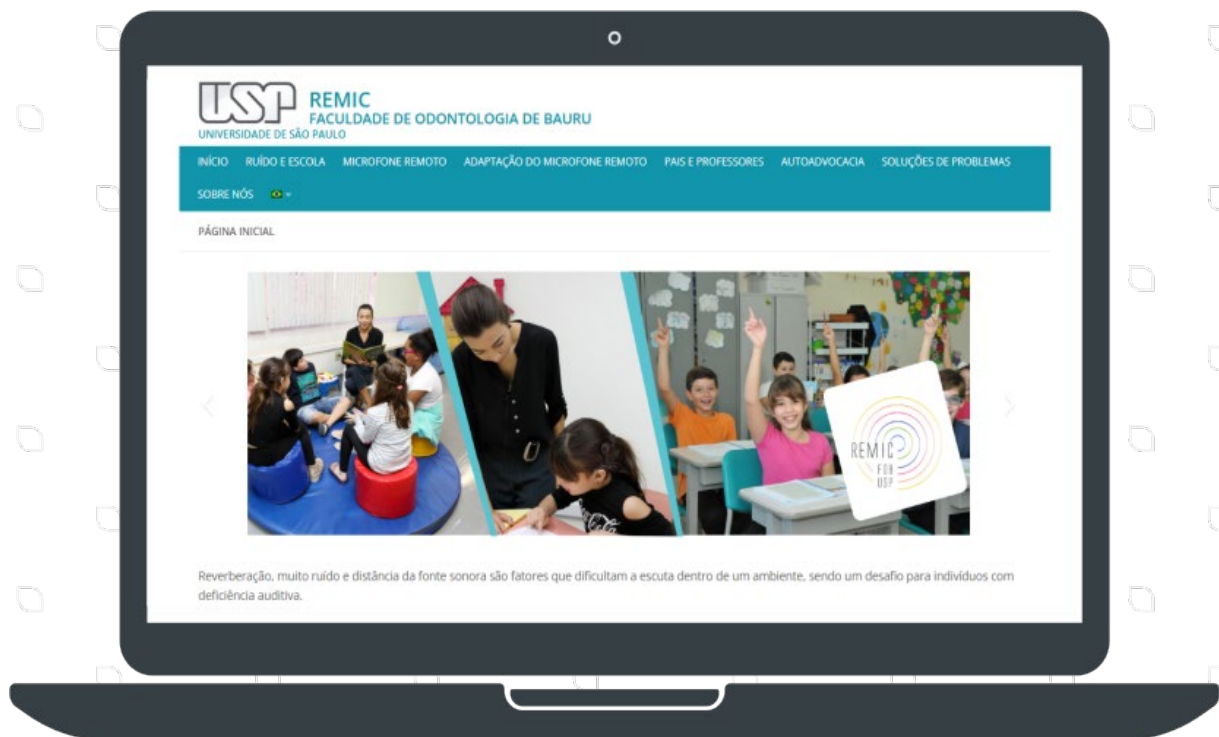 USP
REMIC
FACULDADE DE ODONTOLOGIA DE BAURU
UNIVERSIDADE DE SÃO PAULO
INÍCIO RUÍDO E ESCOLA MICROFONE REMOTO ADAPTAÇÃO DO MICROFONE REMOTO PAIS E PROFESSORES AUTOADVOCACIA SOLUÇÕES DE PROBLEMAS
SOBRE NÓS
PÁGINA INICIAL
REMIC
FOB
USP
Reverberação, muito ruído e distância da fonte sonora são fatores que dificultam a escuta dentro de um ambiente, sendo um desafio para indivíduos com
deficiência auditiva.